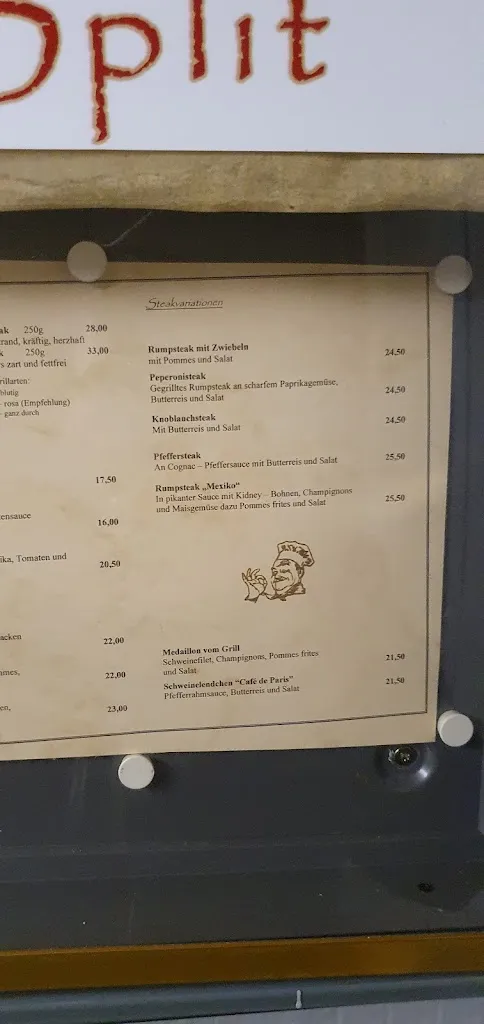 Split
ak 250g 28,00
rand, kräftig, herzhaft
k 250g 33,00
s zart und fettfrei
rillarten:
blutig
- rosa (Empfehlung)
- ganz durch
17,50
ensauce
16,00
ika, Tomaten und
20,50
acken
22,00
mmes,
22,00
en,
23,00
Steakvariationen
Rumpsteak mit Zwiebeln
mit Pommes und Salat 24,50
Peperonisteak
Gegrilltes Rumpsteak an scharfem Paprikagemüse,
Butterreis und Salat 24,50
Knoblauchsteak
Mit Butterreis und Salat 24,50
Pfeffersteak
An Cognac – Pfeffersauce mit Butterreis und Salat 25,50
Rumpsteak „Mexiko“
In pikanter Sauce mit Kidney – Bohnen, Champignons
und Maisgemüse dazu Pommes frites und Salat 25,50
Medaillon vom Grill
Schweinefilet, Champignons, Pommes frites
und Salat 21,50
Schweinelendchen “Café de Paris”
Pfefferrahmsauce, Butterreis und Salat 21,50